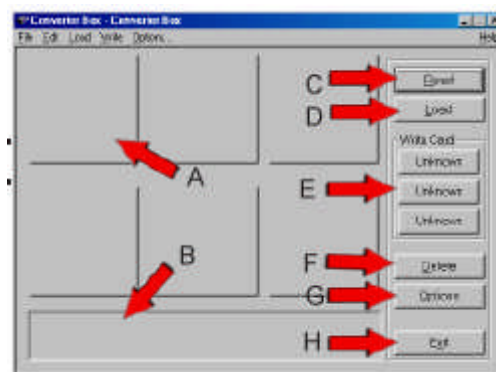 Converter Box - Converter Box
File Edit Load Write Options...
Help
C
D
Load
Write Card
Unknown
A
E
Unknown
Unknown
B
F
Delete
G
Options
H
Exit